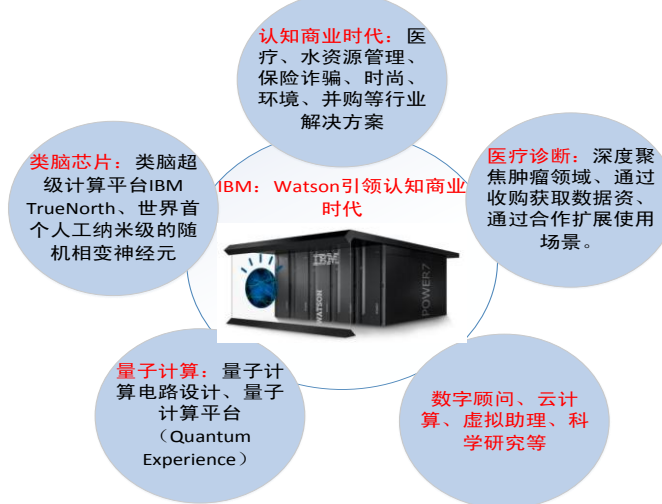 认知商业时代：医
疗、水资源管理、
保险诈骗、时尚、
环境、并购等行业
解决方案
类脑芯片：类脑超
级计算平台IBM
TrueNorth、世界首
个人工纳米级的随
机相变神经元
IBM：Watson引领认知商业
时代
医疗诊断：深度聚
焦肿瘤领域、通过
收购获取数据资、
通过合作扩展使用
场景。
IBM
WATSON
POWER7
量子计算：量子计
算电路设计、量子
计算平台
（Quantum
Experience）
数字顾问、云计
算、虚拟助理、科
学研究等